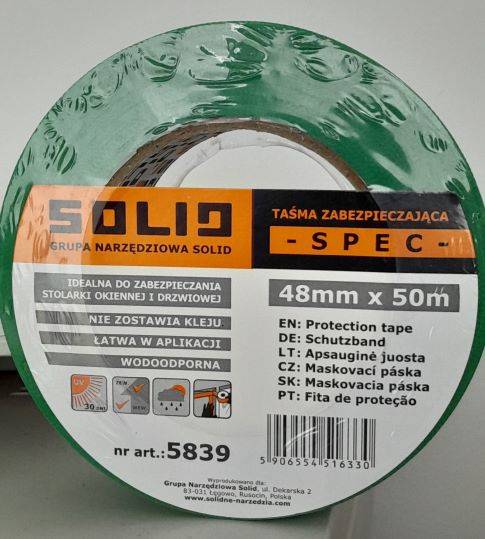 SOLID
GRUPA NARZĘDZIOWA SOLID
TAŚMA ZABEZPIECZAJĄCA
- SPEC -
IDEALNA DO ZABEZPIECZANIA
STOLARKI OKIENNEJ I DRZWIOWEJ
NIE ZOSTAWIA KLEJU
ŁATWA W APLIKACJI
WODOODPORNA
48mm x 50m
EN: Protection tape
DE: Schutzband
LT: Apsauginė juosta
CZ: Maskovací páska
SK: Maskovacia páska
PT: Fita de proteção
UV
30 dni
nr art.: 5839
5 906554 516330
Wyprodukowano dla:
Grupa Narzędziowa Solid, ul. Dekarska 2
83-031 Łęgowo, Rusocin, Polska
www.solidne-narzedzia.com